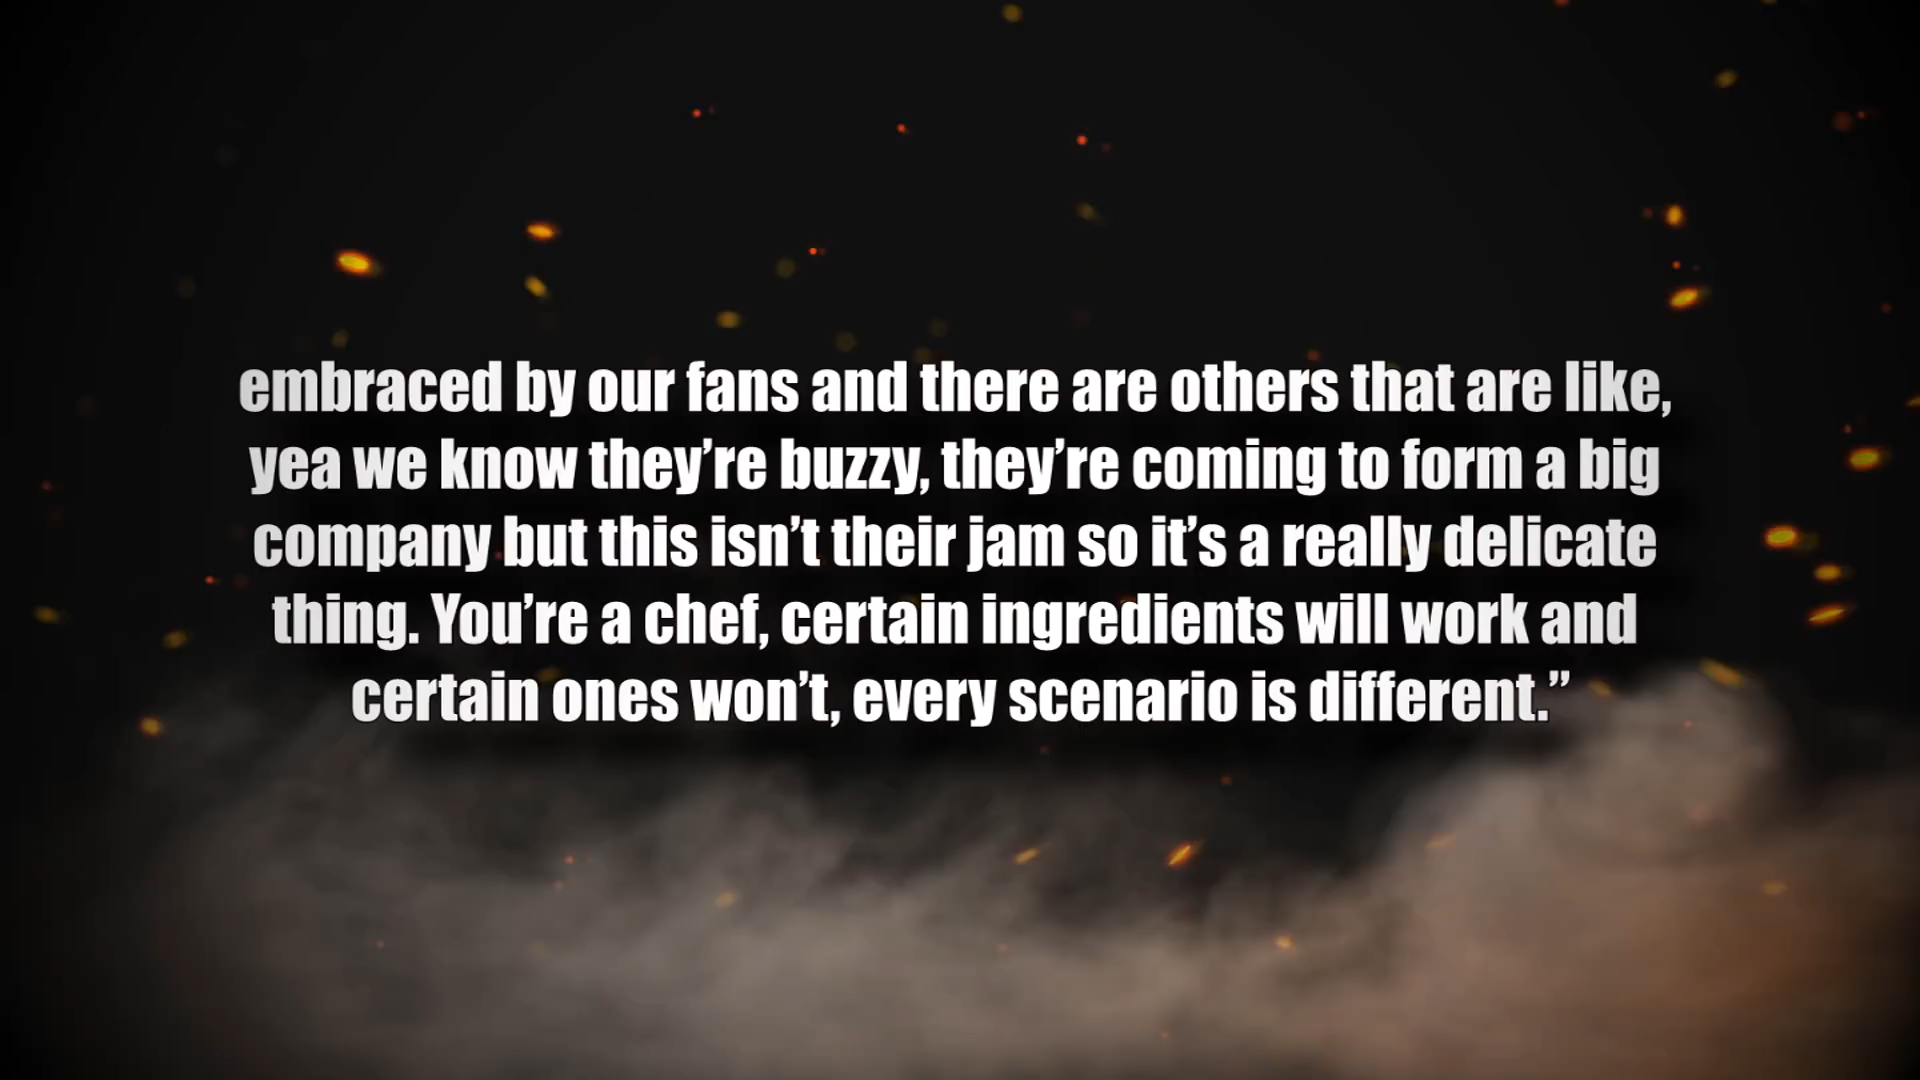 embraced by our fans and there are others that are like,
yea we know they’re buzzy, they’re coming to form a big
company but this isn’t their jam so it’s a really delicate
thing. You’re a chef, certain ingredients will work and
certain ones won’t, every scenario is different.”